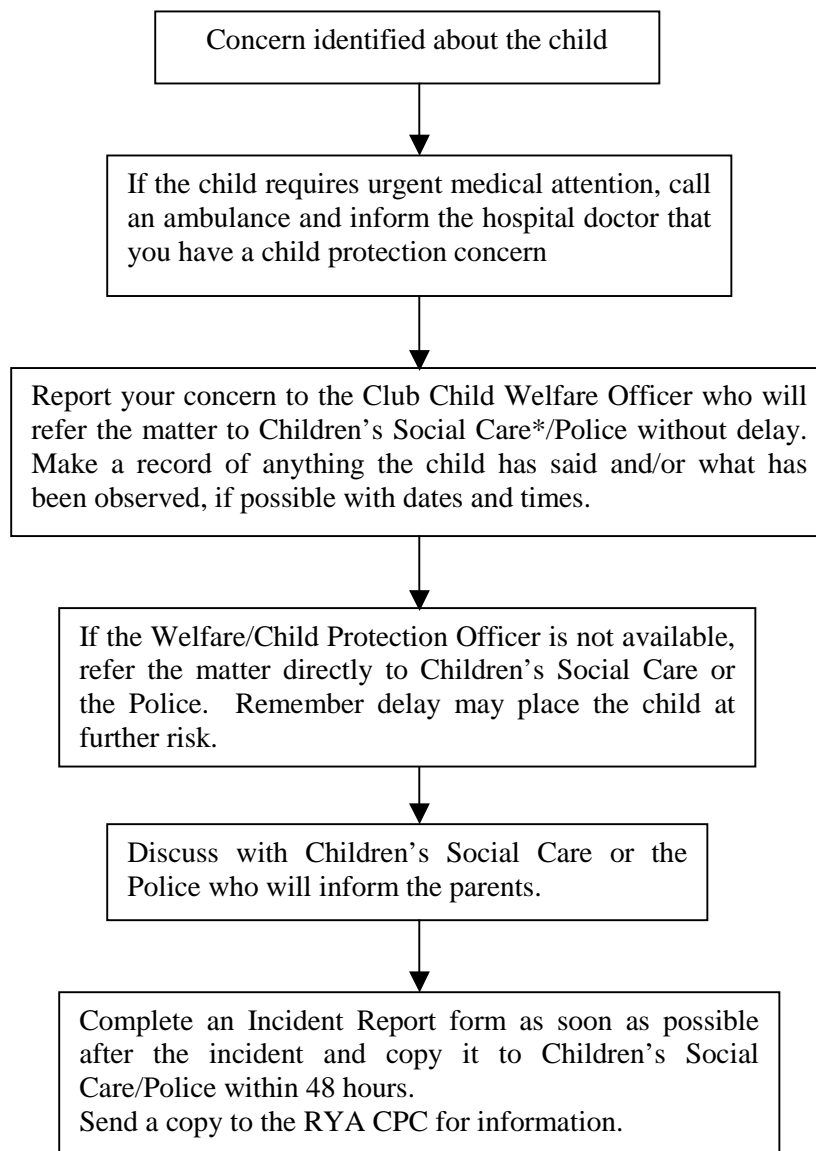 Concern identified about the child
If the child requires urgent medical attention, call
an ambulance and inform the hospital doctor that
you have a child protection concern
Report your concern to the Club Child Welfare Officer who will
refer the matter to Children’s Social Care*/Police without delay.
Make a record of anything the child has said and/or what has
been observed, if possible with dates and times.
If the Welfare/Child Protection Officer is not available,
refer the matter directly to Children’s Social Care or
the Police. Remember delay may place the child at
further risk.
Discuss with Children’s Social Care or the
Police who will inform the parents.
Complete an Incident Report form as soon as possible
after the incident and copy it to Children’s Social
Care/Police within 48 hours.
Send a copy to the RYA CPC for information.